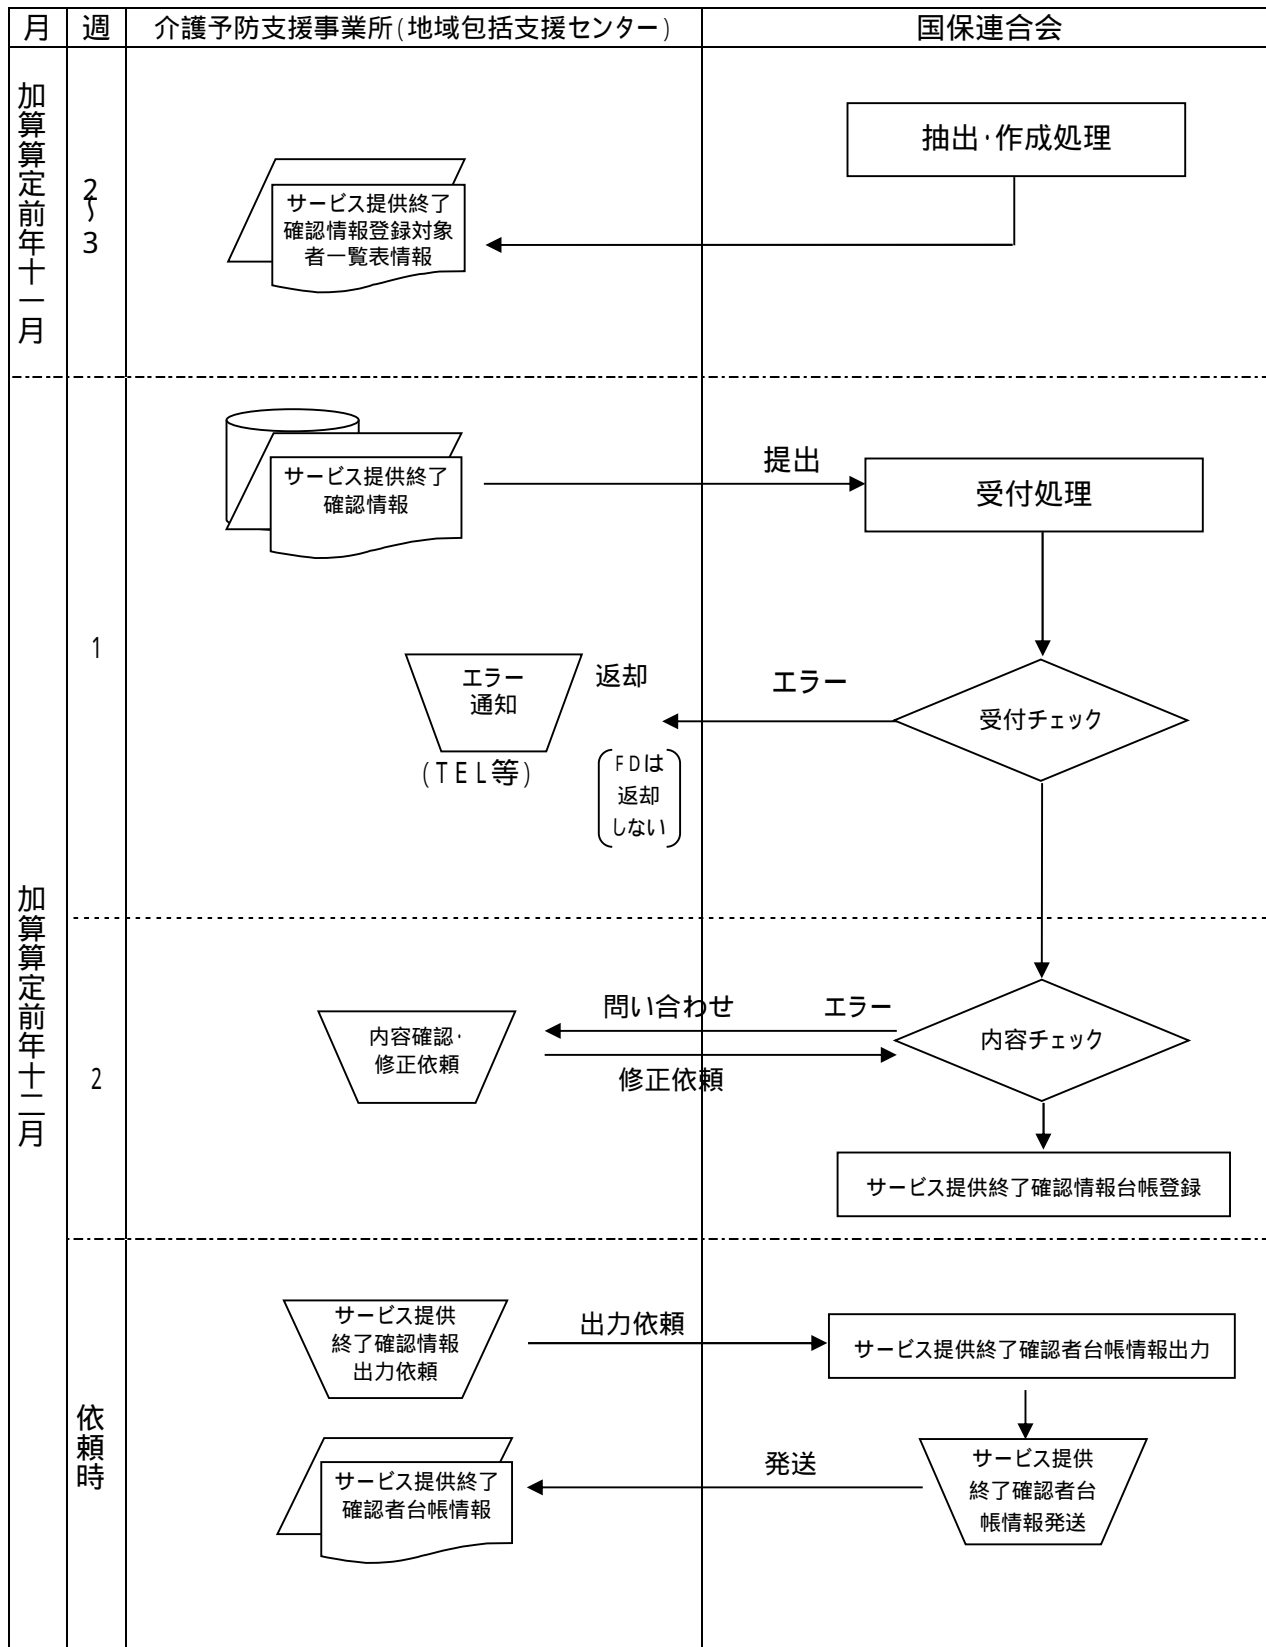 月
週
介護予防支援事業所(地域包括支援センター)
国保連合会
加算算定前年十一月
2～3
抽出・作成処理
サービス提供終了
確認情報登録対象
者一覧表情報
加算算定前年十二月
1
サービス提供終了
確認情報
提出
受付処理
エラー
通知
(TEL等)
返却
FDは
返却
しない
エラー
受付チェック
2
内容確認・
修正依頼
問い合わせ
エラー
修正依頼
内容チェック
サービス提供終了確認情報台帳登録
依頼時
サービス提供
終了確認情報
出力依頼
出力依頼
サービス提供終了確認者台帳情報出力
サービス提供終了
確認者台帳情報
発送
サービス提供
終了確認者台
帳情報発送